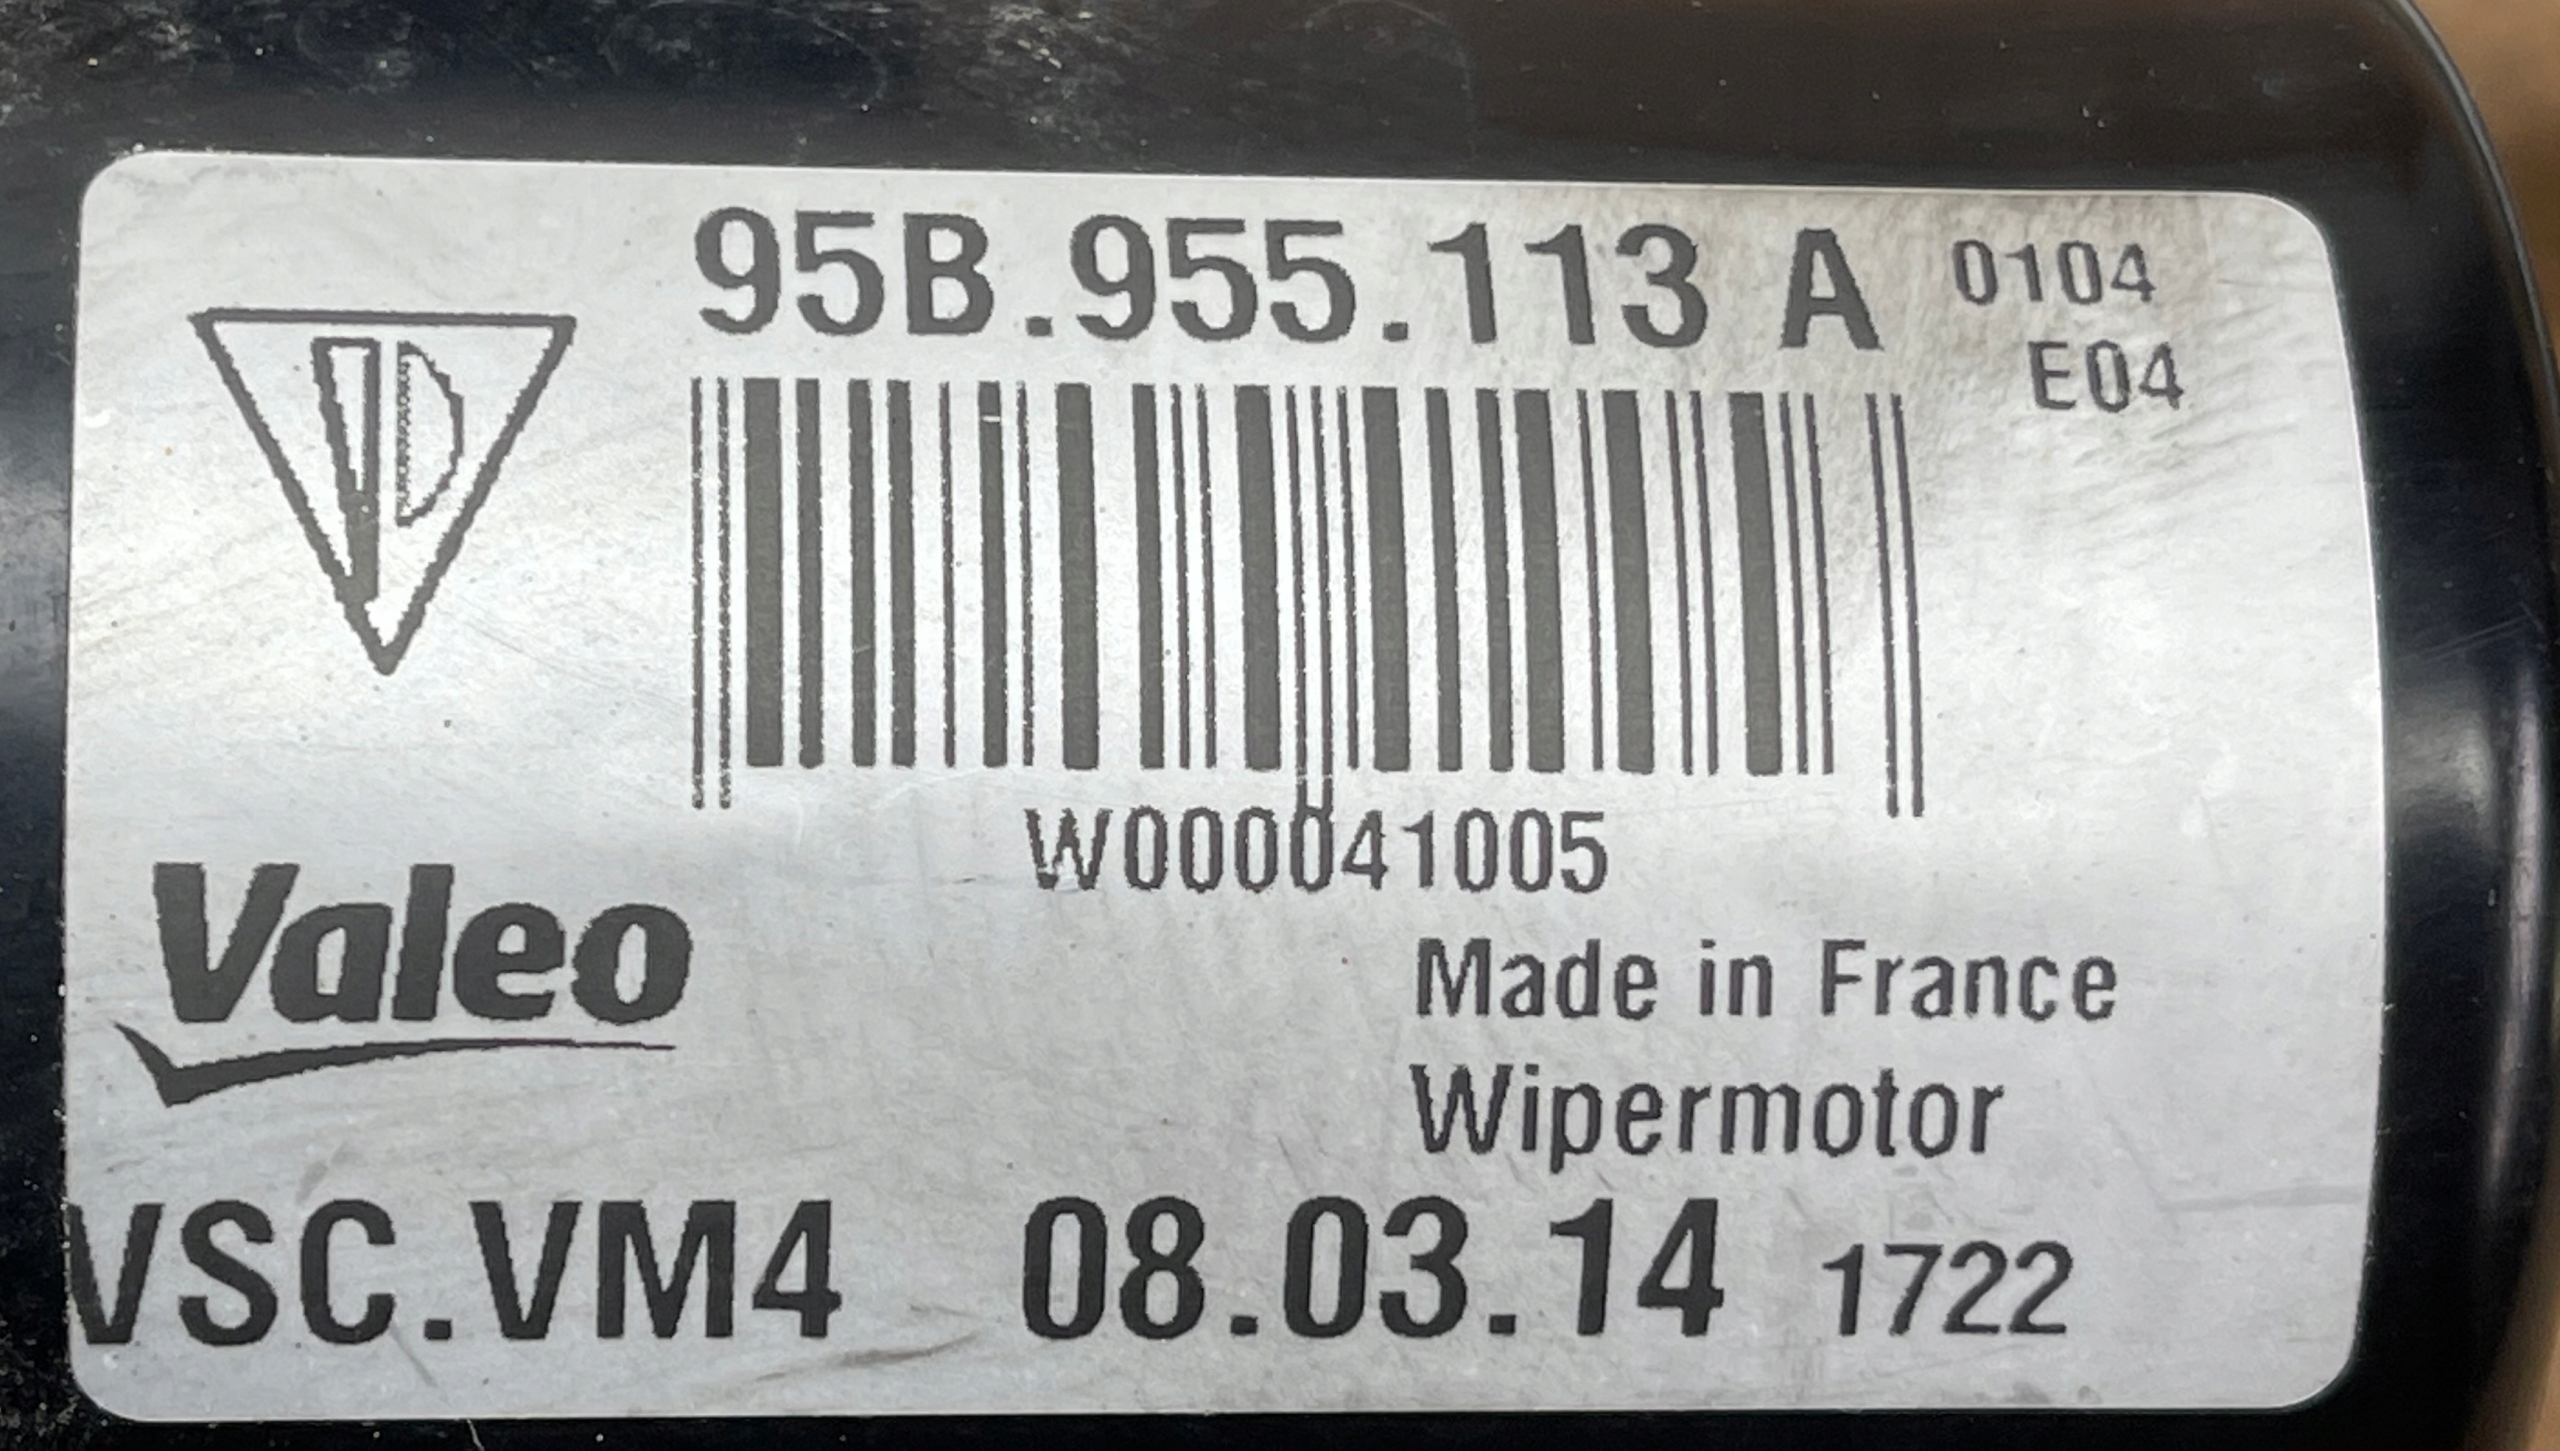 95B.955.113 A 0104
E04
W000041005
Valeo
Made in France
Wipermotor
VSC.VM4 08.03.14 1722